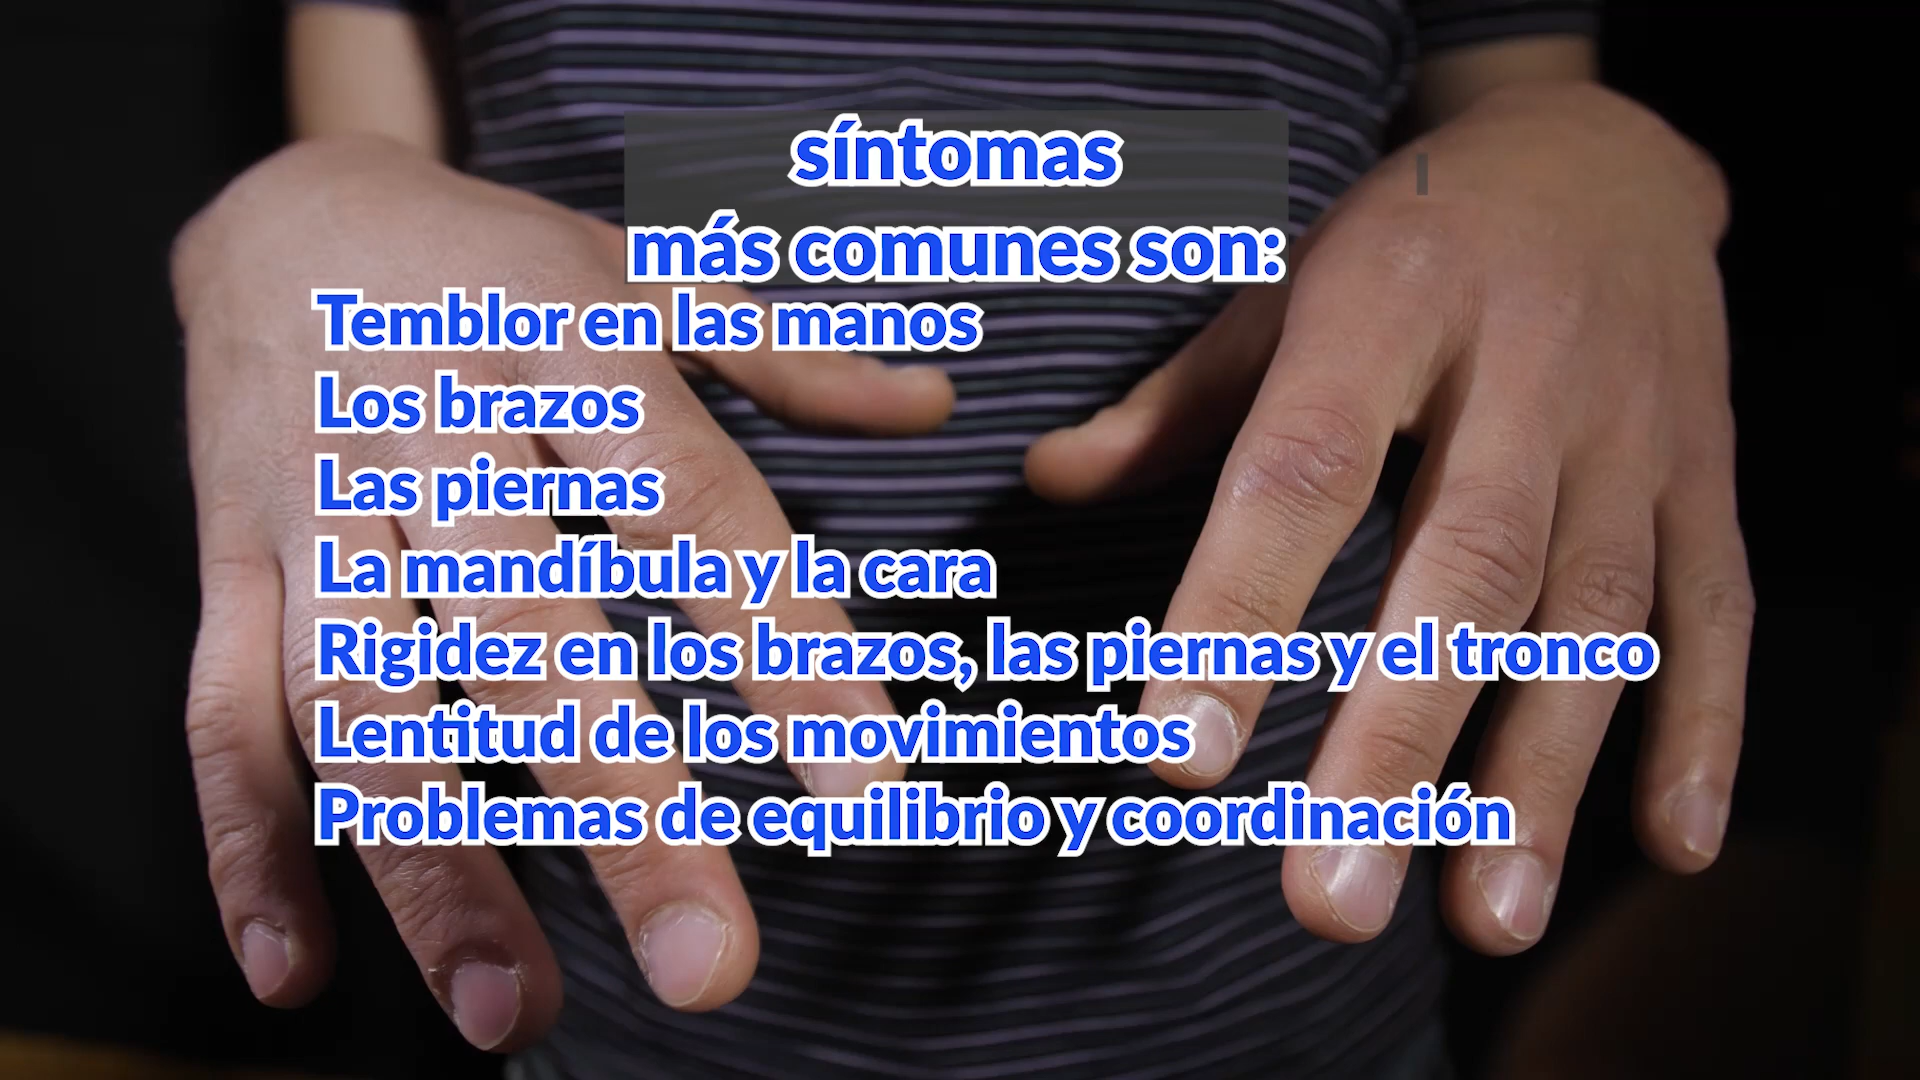 síntomas
más comunes son:
Temblor en las manos
Los brazos
Las piernas
La mandíbula y la cara
Rigidez en los brazos, las piernas y el tronco
Lentitud de los movimientos
Problemas de equilibrio y coordinación